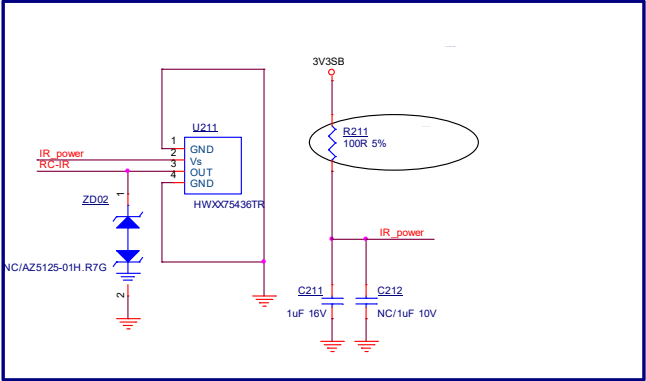 3V3SB
U211
R211
100R 5%
1
GND
IR_power
2
Vs
RC-IR
3
OUT
4
GND
HWXX75436TR
ZD02
1
IR_power
NC/AZ5125-01H.R7G
2
C211
C212
1uF 16V
NC/1uF 10V